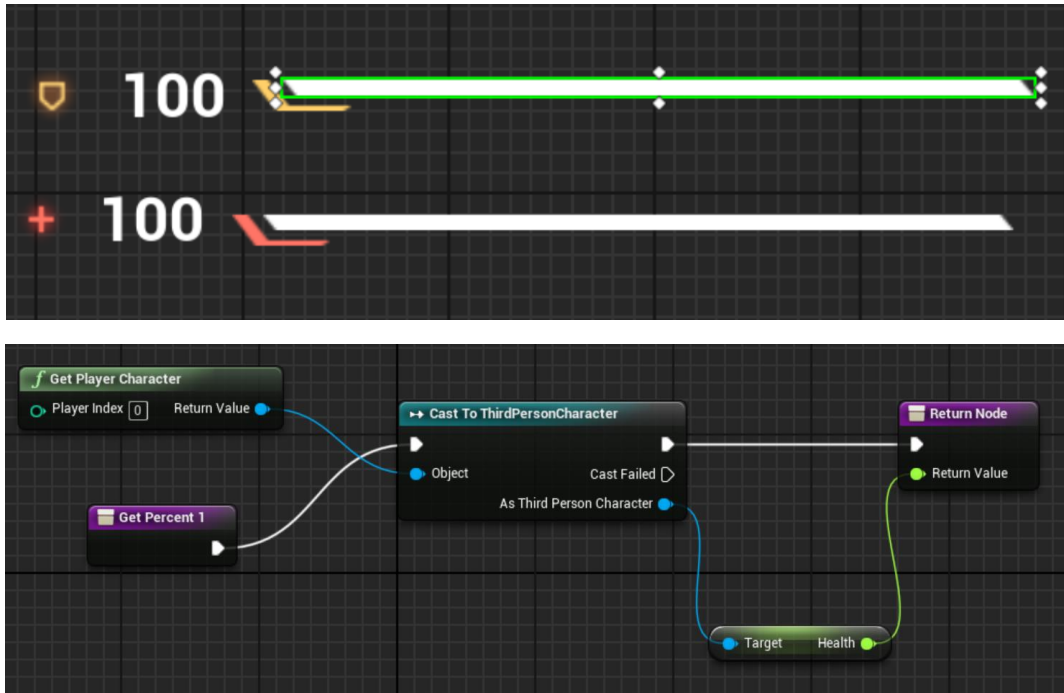 100
100
Get Player Character
Player Index 0 Return Value
Cast To ThirdPersonCharacter
Object
Cast Failed
As Third Person Character
Return Node
Return Value
Get Percent 1
Target Health